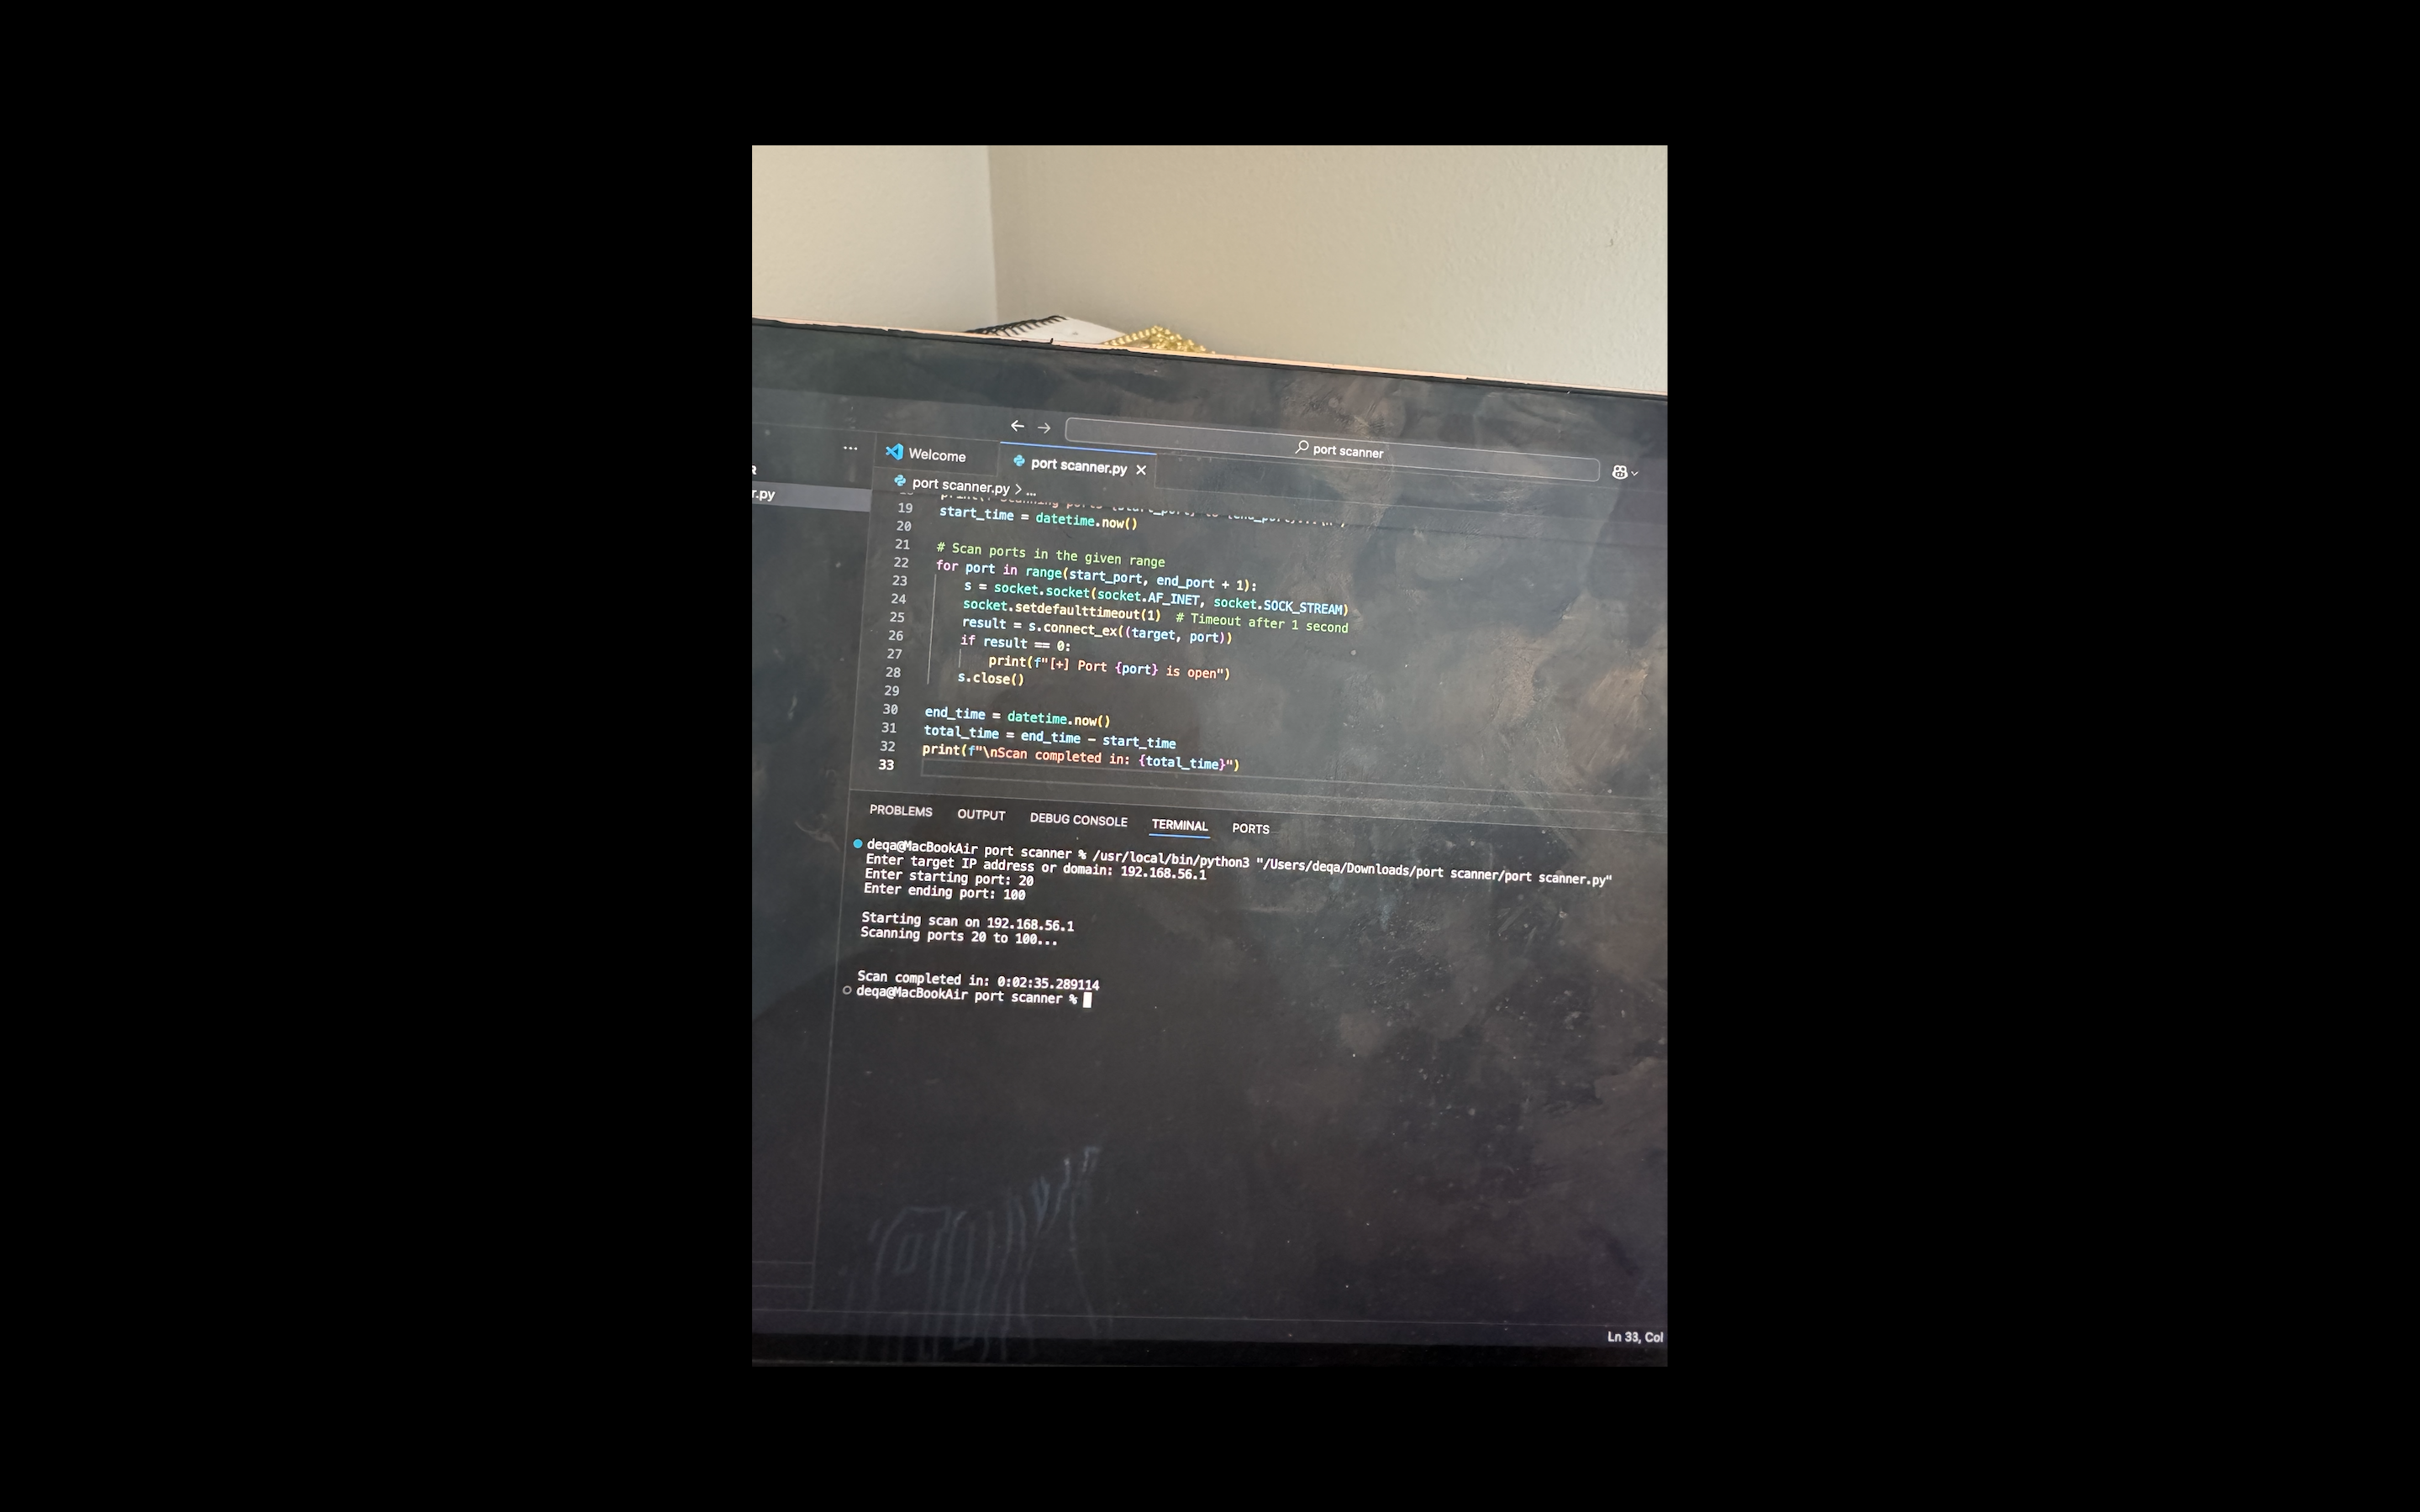 port scanner
Welcome
port scanner.py
r.py
port scanner.py > ...
19 start_time = datetime.now()
20
21 # Scan ports in the given range
22 for port in range(start_port, end_port + 1):
23 s = socket.socket(socket.AF_INET, socket.SOCK_STREAM)
24 socket.setdefaulttimeout(1) # Timeout after 1 second
25 result = s.connect_ex((target, port))
26 if result == 0:
27 print(f"[+] Port {port} is open")
28 s.close()
29
30 end_time = datetime.now()
31 total_time = end_time - start_time
32 print(f"\nScan completed in: {total_time}")
33
PROBLEMS OUTPUT DEBUG CONSOLE TERMINAL PORTS
deqa@MacBookAir port scanner % /usr/local/bin/python3 "/Users/deqa/Downloads/port scanner/port scanner.py"
Enter target IP address or domain: 192.168.56.1
Enter starting port: 20
Enter ending port: 100
Starting scan on 192.168.56.1
Scanning ports 20 to 100...
Scan completed in: 0:02:35.289114
deqa@MacBookAir port scanner %
Ln 33, Col